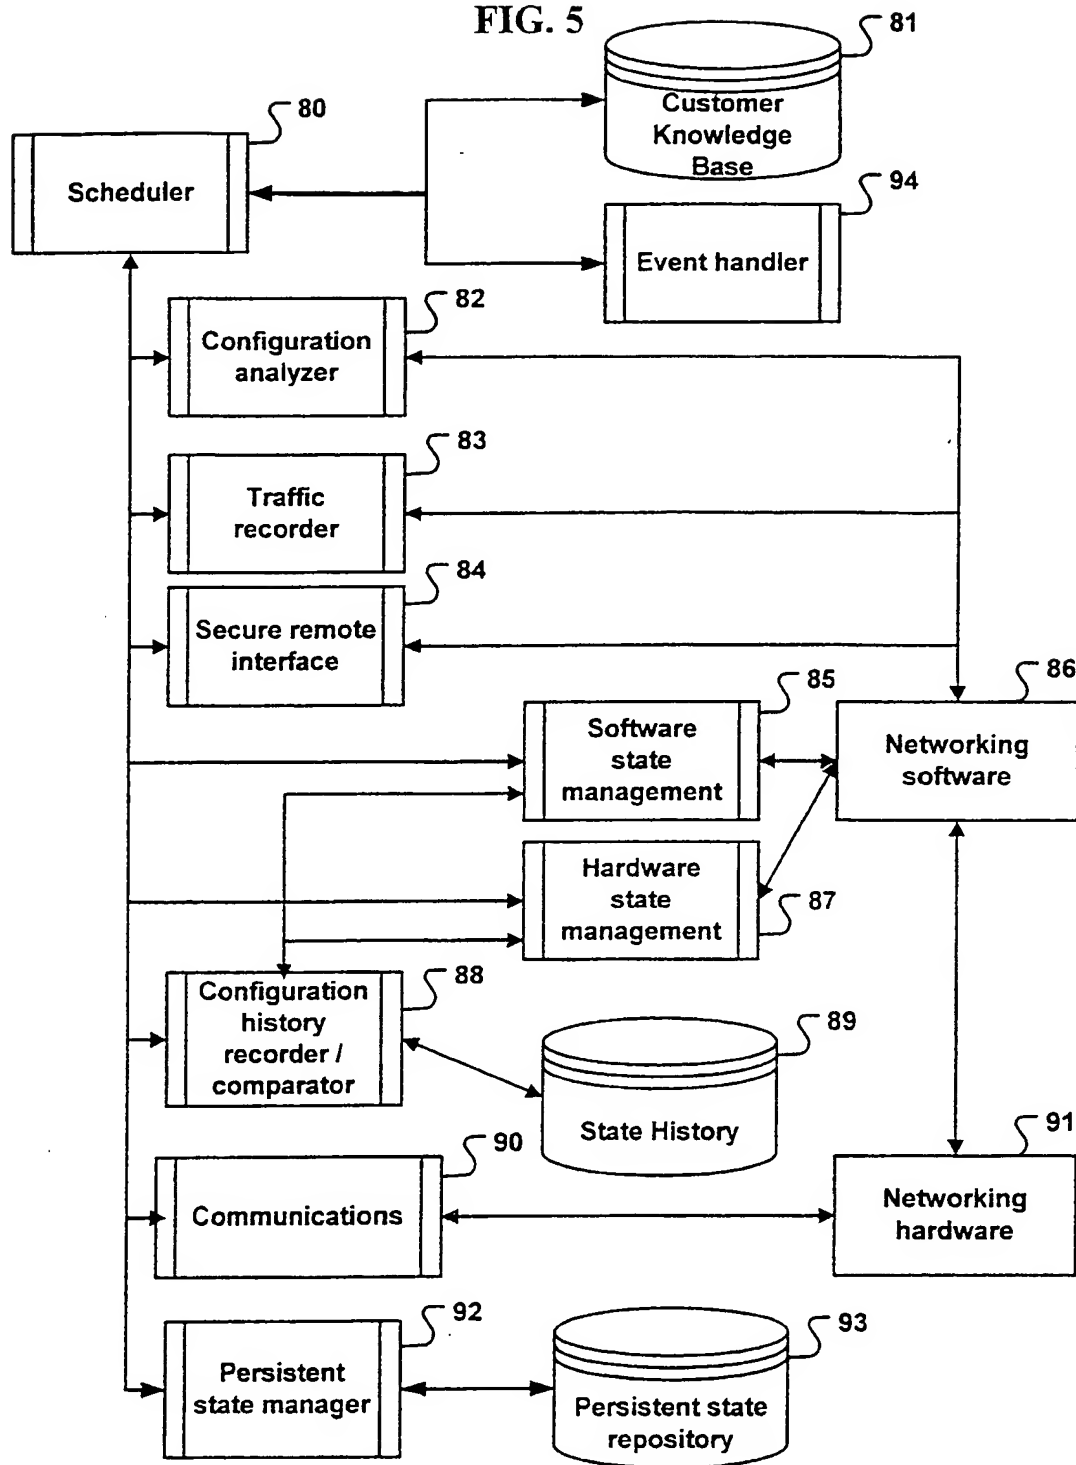 FIG. 5
81
Customer
Knowledge
Base
80
Scheduler
94
Event handler
82
Configuration
analyzer
83
Traffic
recorder
84
Secure remote
interface
85
Software
state
management
86
Networking
software
Hardware
state
management
87
88
Configuration
history
recorder /
comparator
89
State History
90
Communications
91
Networking
hardware
92
Persistent
state manager
93
Persistent state
repository